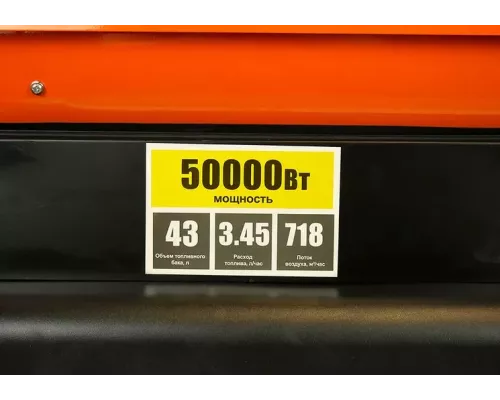 50000Вт
мощность
43 3.45 718
Объем топливного бака, л
Расход топлива, л/час
Поток воздуха, м³/час